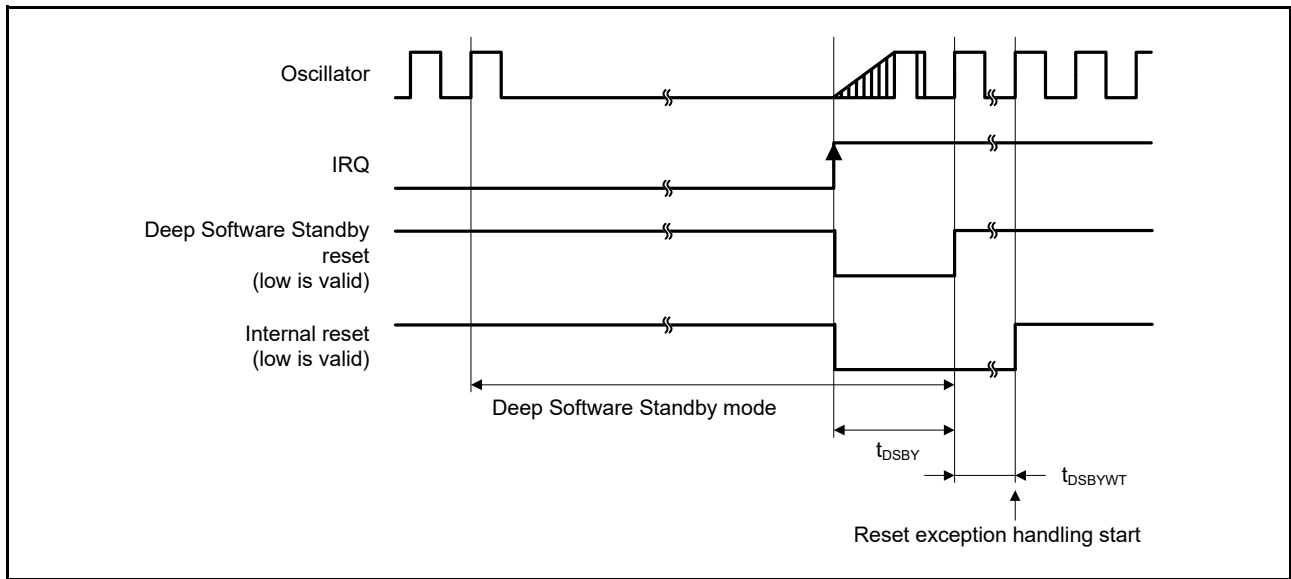 Oscillator
IRQ
Deep Software Standby
reset
(low is valid)
Internal reset
(low is valid)
Deep Software Standby mode
tDSBY
tDSBYWT
Reset exception handling start